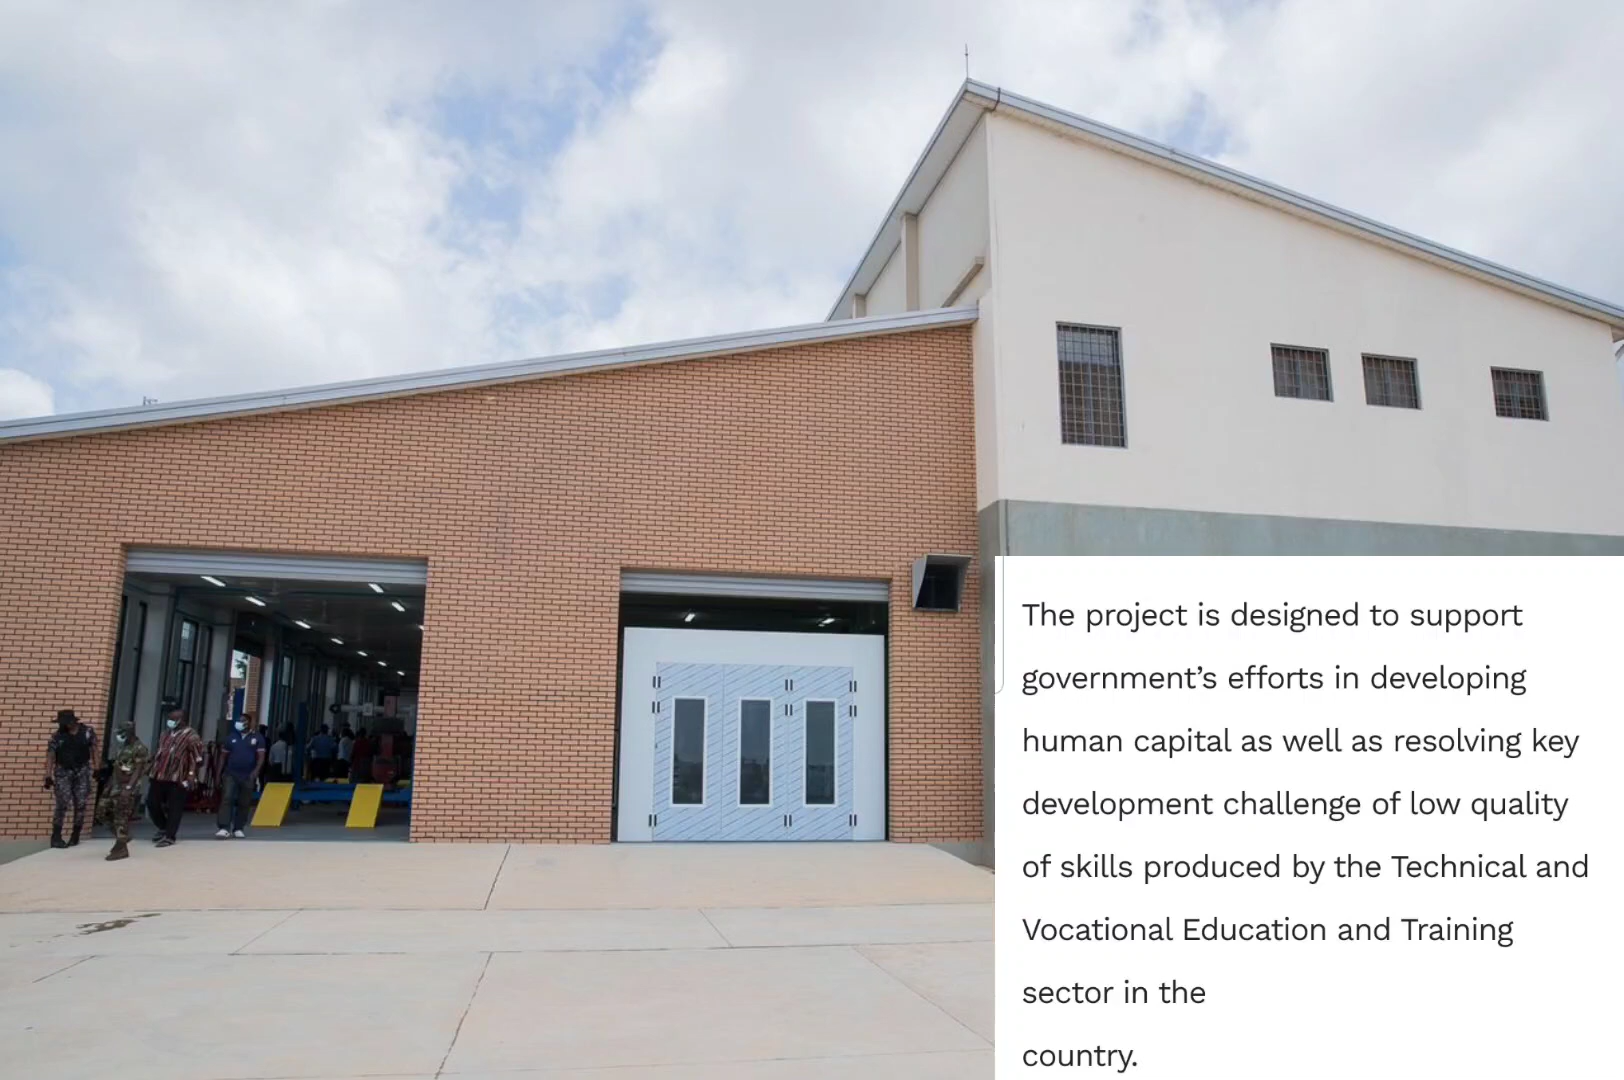 The project is designed to support
government’s efforts in developing
human capital as well as resolving key
development challenge of low quality
of skills produced by the Technical and
Vocational Education and Training
sector in the
country.